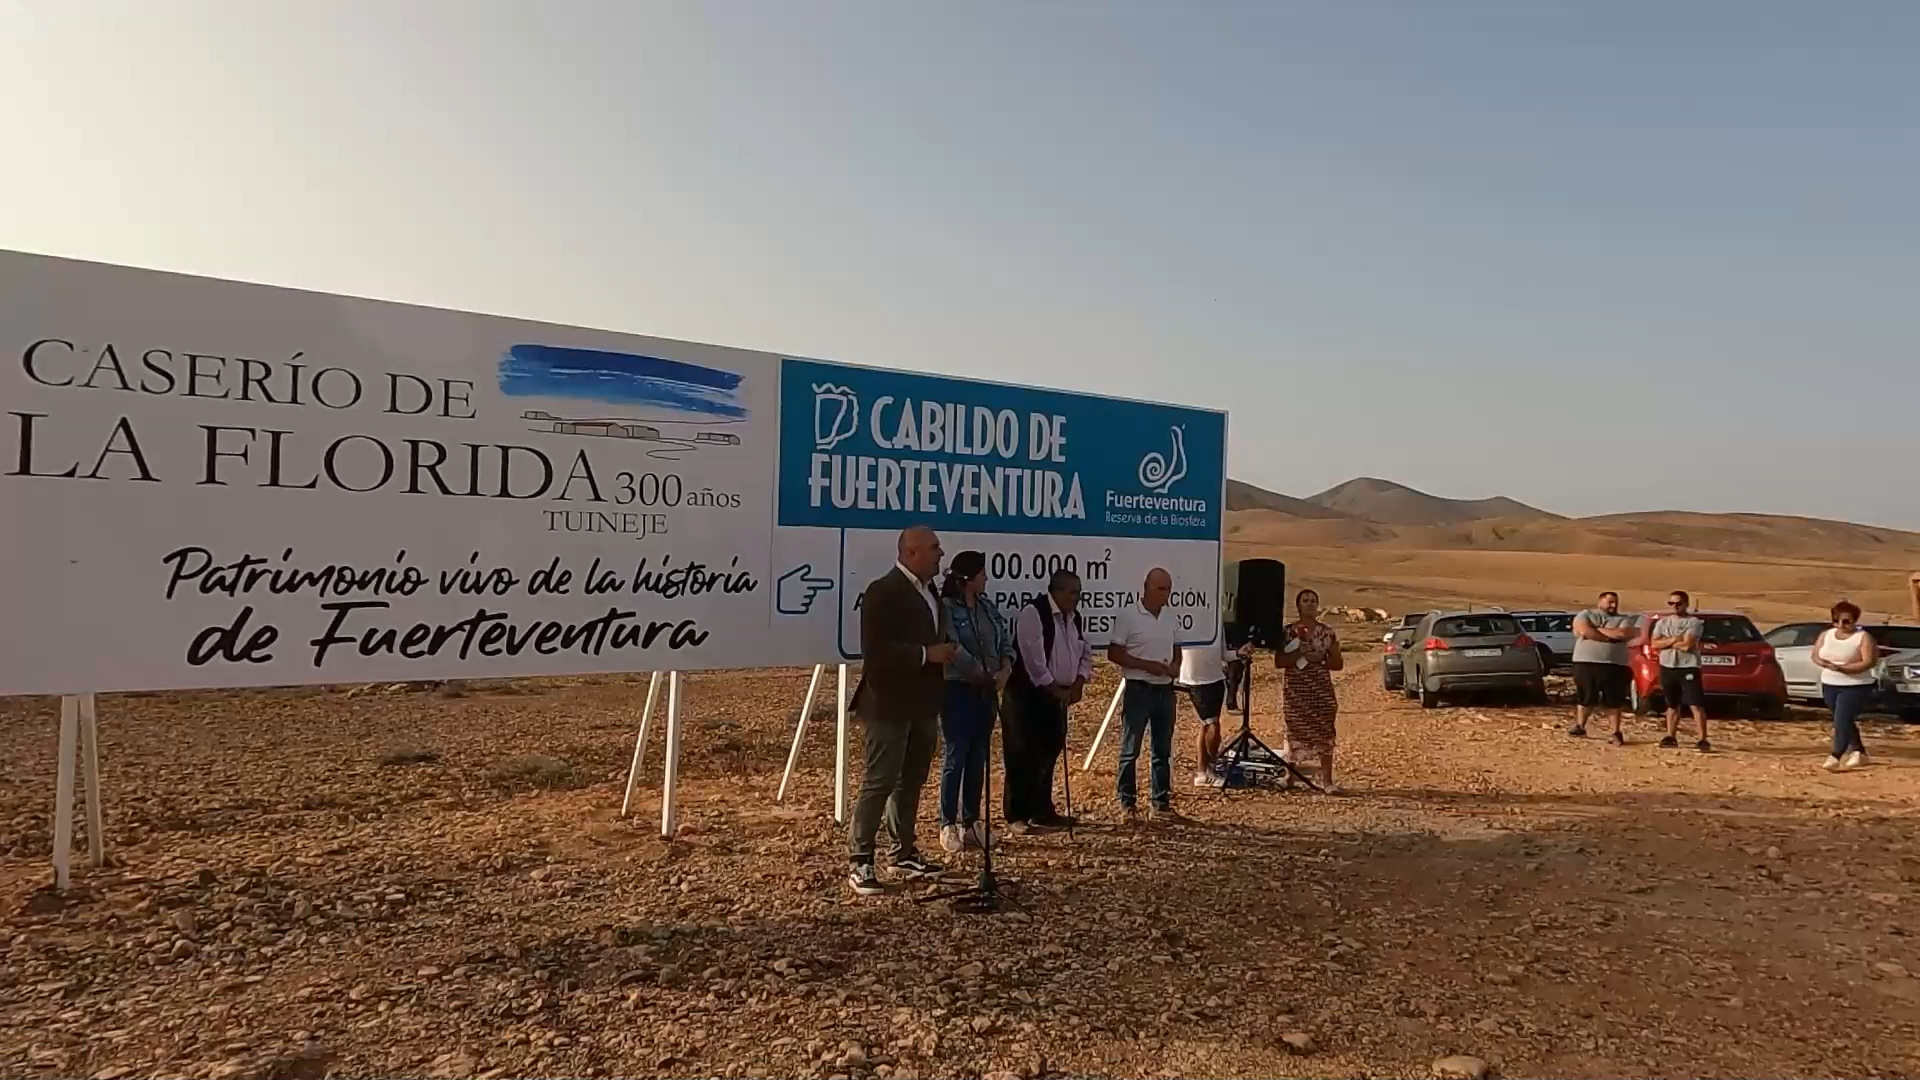 CASERÍO DE
LA FLORIDA 300 años
TUINEJE
Patrimonio vivo de la historia
de Fuerteventura
CABILDO DE
FUERTEVENTURA
Fuerteventura
Reserva de la Biosfera
100.000 m²
PARA